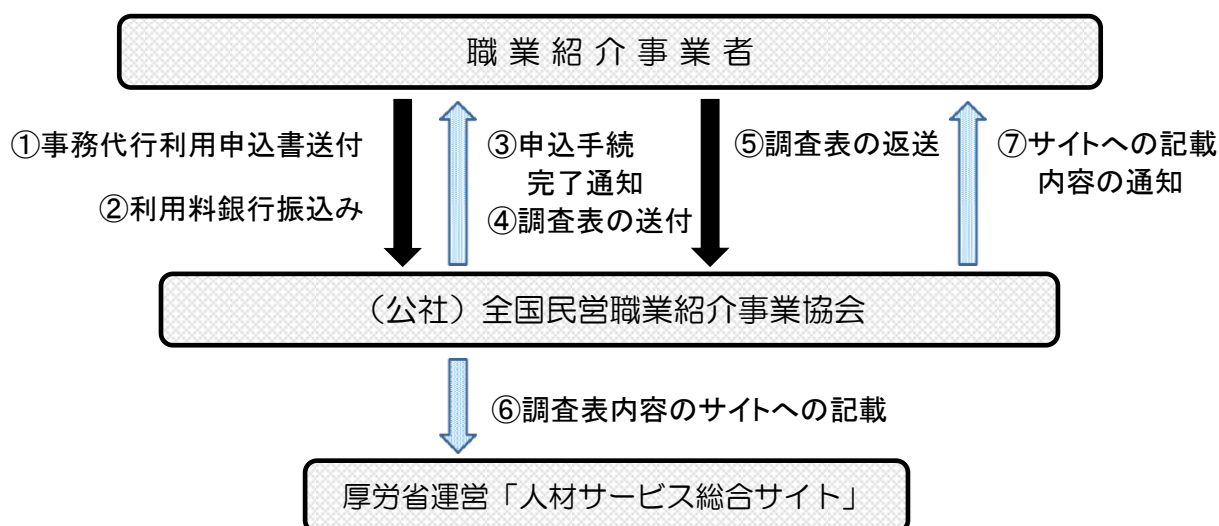 職業紹介事業者
①事務代行利用申込書送付
②利用料銀行振込み
③申込手続
完了通知
④調査表の送付
⑤調査表の返送
⑦サイトへの記載
内容の通知
（公社）全国民営職業紹介事業協会
⑥調査表内容のサイトへの記載
厚労省運営「人材サービス総合サイト」